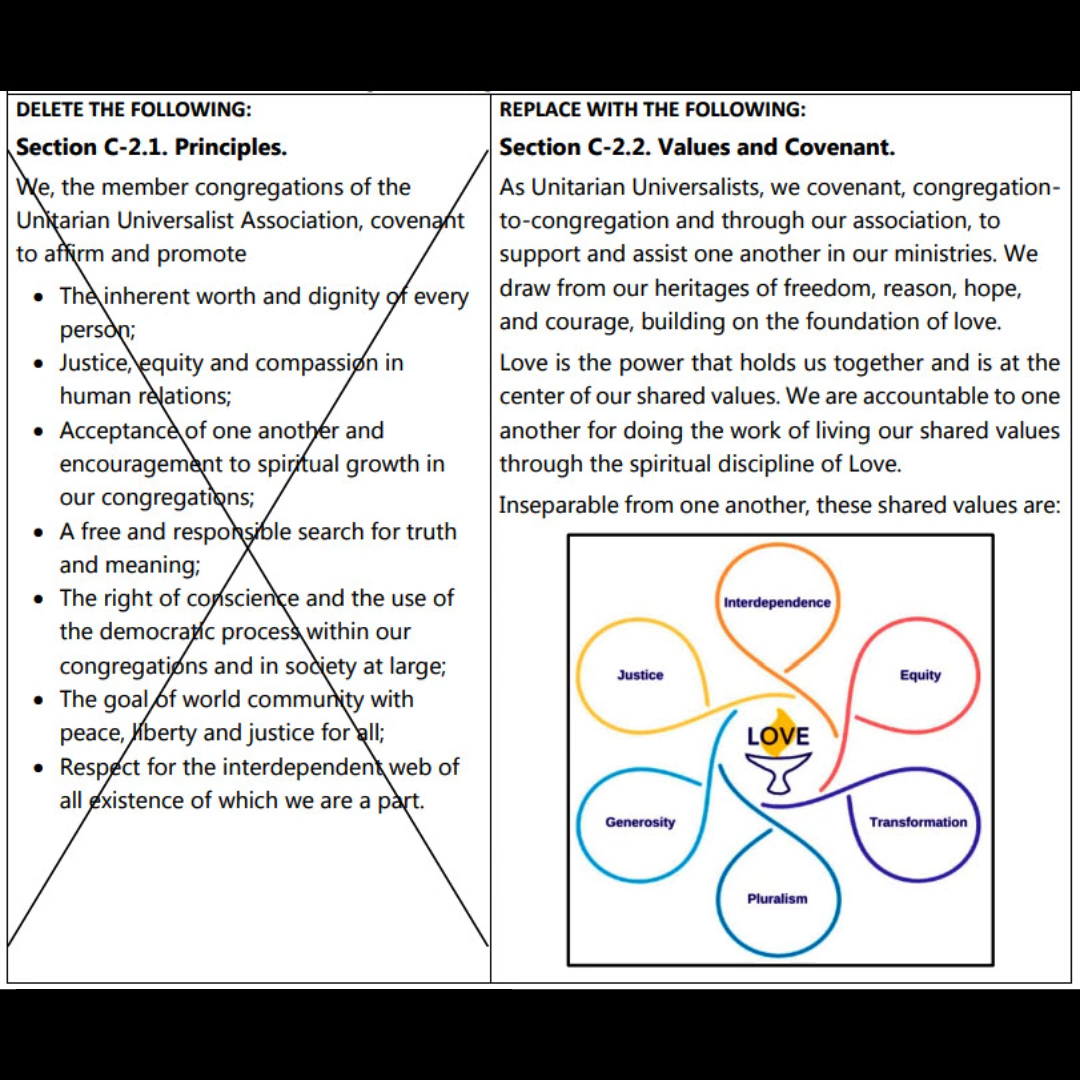 DELETE THE FOLLOWING:
Section C-2.1. Principles.
We, the member congregations of the
Unitarian Universalist Association, covenant
to affirm and promote
• The inherent worth and dignity of every
person;
• Justice, equity and compassion in
human relations;
• Acceptance of one another and
encouragement to spiritual growth in
our congregations;
• A free and responsible search for truth
and meaning;
• The right of conscience and the use of
the democratic process within our
congregations and in society at large;
• The goal of world community with
peace, liberty and justice for all;
• Respect for the interdependent web of
all existence of which we are a part.
REPLACE WITH THE FOLLOWING:
Section C-2.2. Values and Covenant.
As Unitarian Universalists, we covenant, congregation-
to-congregation and through our association, to
support and assist one another in our ministries. We
draw from our heritages of freedom, reason, hope,
and courage, building on the foundation of love.
Love is the power that holds us together and is at the
center of our shared values. We are accountable to one
another for doing the work of living our shared values
through the spiritual discipline of Love.
Inseparable from one another, these shared values are:
Interdependence
Justice
Equity
LOVE
Generosity
Transformation
Pluralism